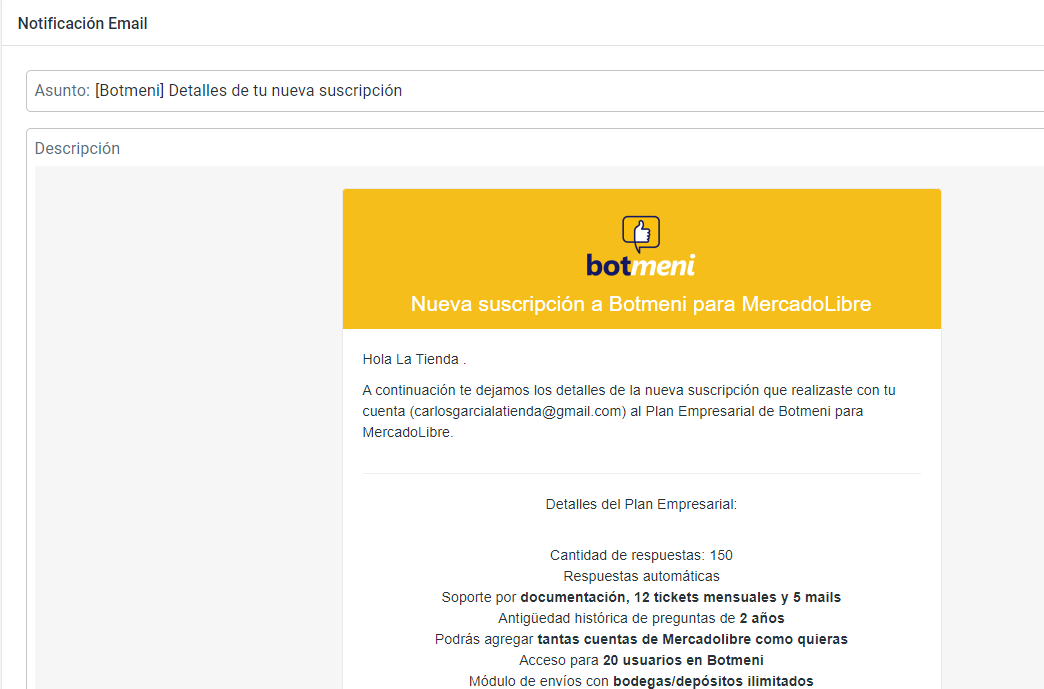 Notificación Email
Asunto: [Botmeni] Detalles de tu nueva suscripción
Descripción
botmeni
Nueva suscripción a Botmeni para MercadoLibre
Hola La Tienda .
A continuación te dejamos los detalles de la nueva suscripción que realizaste con tu
cuenta (carlosgarcialatienda@gmail.com) al Plan Empresarial de Botmeni para
MercadoLibre.
Detalles del Plan Empresarial:
Cantidad de respuestas: 150
Respuestas automáticas
Soporte por documentación, 12 tickets mensuales y 5 mails
Antigüedad histórica de preguntas de 2 años
Podrás agregar tantas cuentas de Mercadolibre como quieras
Acceso para 20 usuarios en Botmeni
Módulo de envíos con bodegas/depósitos ilimitados